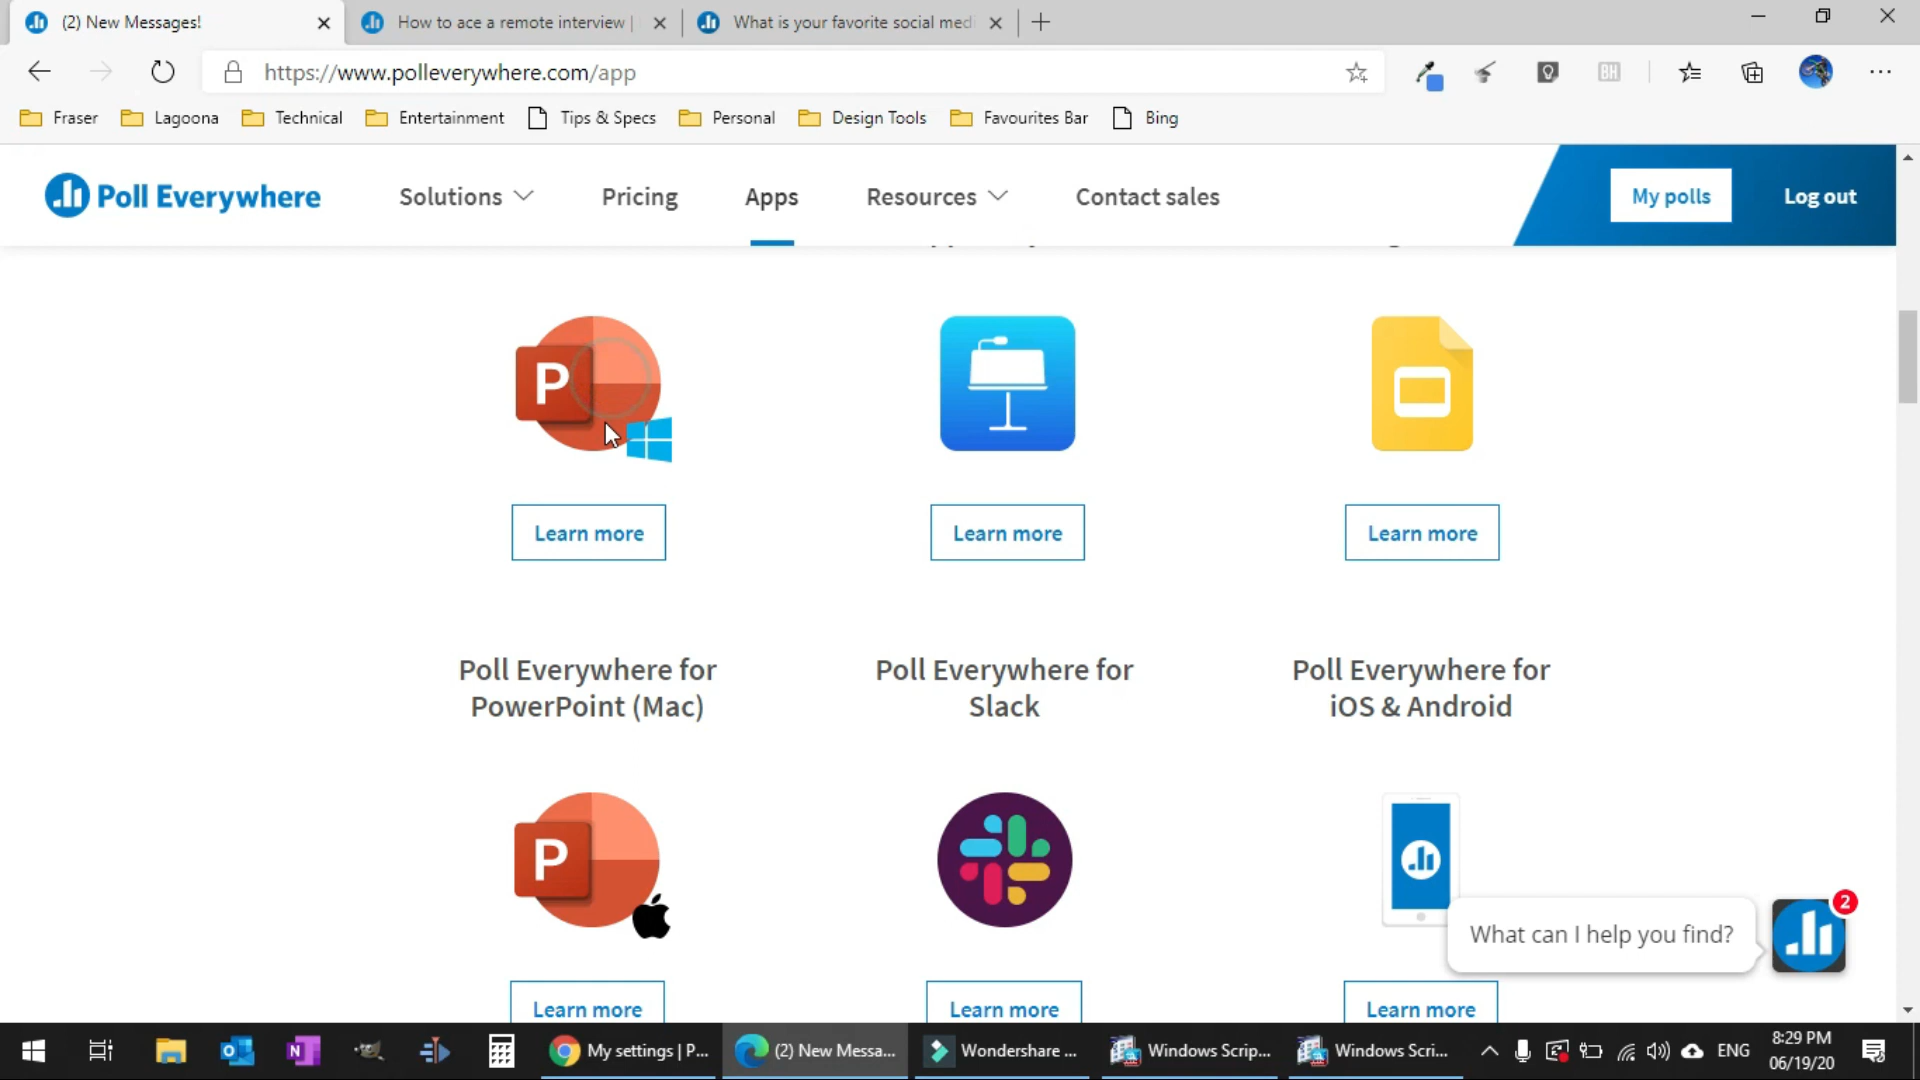 (2) New Messages!
How to ace a remote interview |
What is your favorite social med
https://www.polleverywhere.com/app
BH
Fraser
Lagoona
Technical
Entertainment
Tips & Specs
Personal
Design Tools
Favourites Bar
Bing
Poll Everywhere
Solutions
Pricing
Apps
Resources
Contact sales
My polls
Log out
P
Learn more
Learn more
Learn more
Poll Everywhere for
PowerPoint (Mac)
Poll Everywhere for
Slack
Poll Everywhere for
iOS & Android
P
2
What can I help you find?
Learn more
Learn more
Learn more
My settings | P...
(2) New Messa...
Wondershare ...
Windows Scrip...
Windows Scri...
ENG
8:29 PM
06/19/20